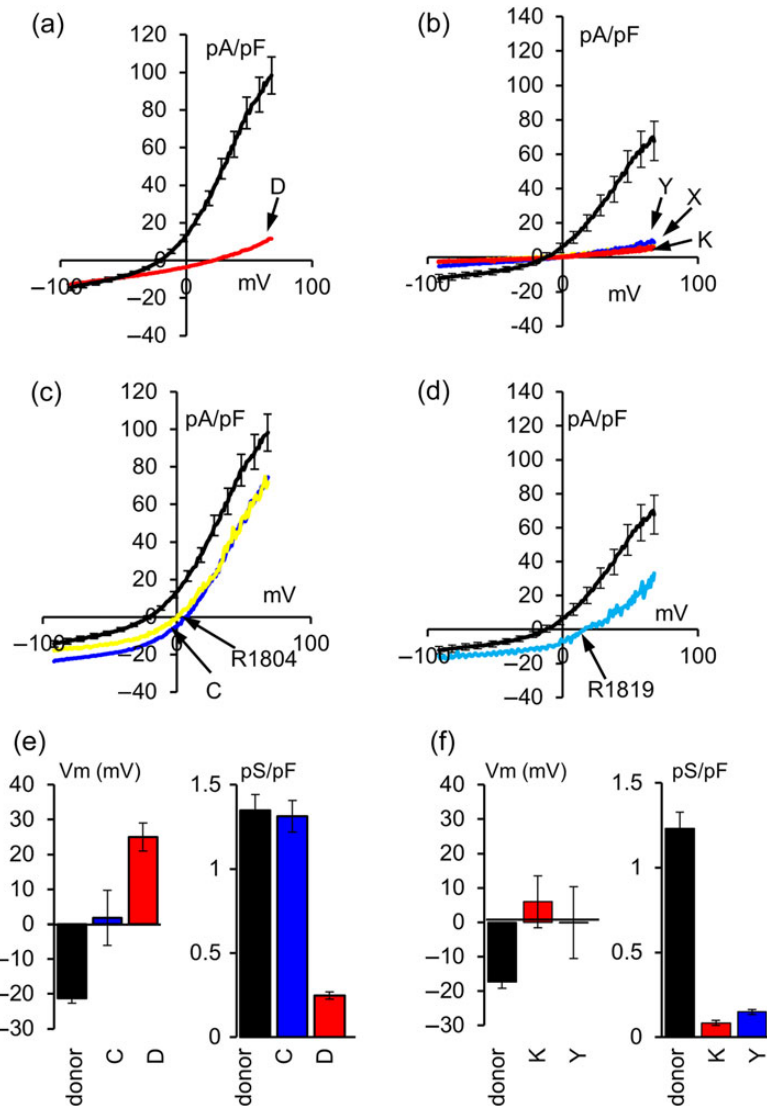 (a)
120
pA/pF
100
80
60
40
20
0
–100
100
mV
–20
–40
D
(b)
140
pA/pF
120
100
80
60
40
20
0
–100
100
mV
-20
-40
Y
X
K
(c)
120
pA/pF
100
80
60
40
20
0
–100
100
mV
–20
–40
R1804
C
(d)
140
pA/pF
120
100
80
60
40
20
0
–100
100
mV
-20
-40
R1819
(e)
Vm (mV)
40
30
20
10
0
–10
–20
–30
donor
C
D
pS/pF
1.5
1
0.5
0
donor
C
D
(f)
Vm (mV)
40
30
20
10
0
–10
–20
–30
donor
K
Y
pS/pF
1.5
1
0.5
0
donor
K
Y